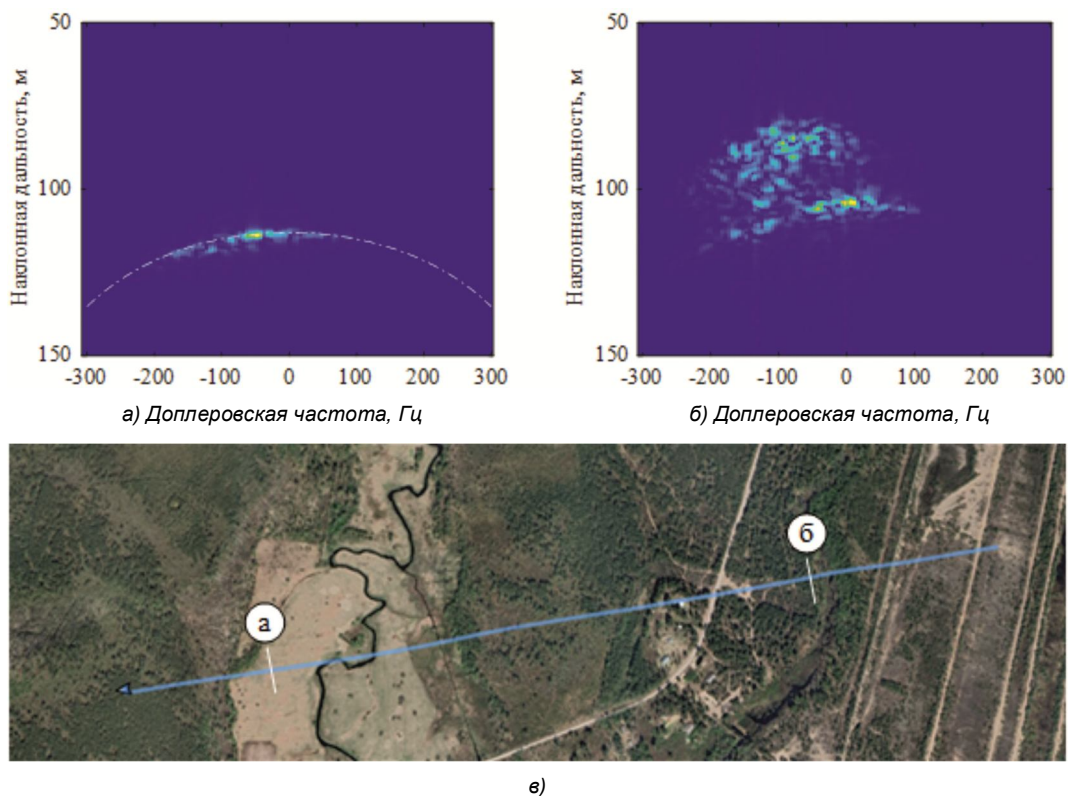 50
100
150
Наклонная дальность, м
-300 -200 -100 0 100 200 300
а) Доплеровская частота, Гц
50
100
150
Наклонная дальность, м
-300 -200 -100 0 100 200 300
б) Доплеровская частота, Гц
а
б
в)